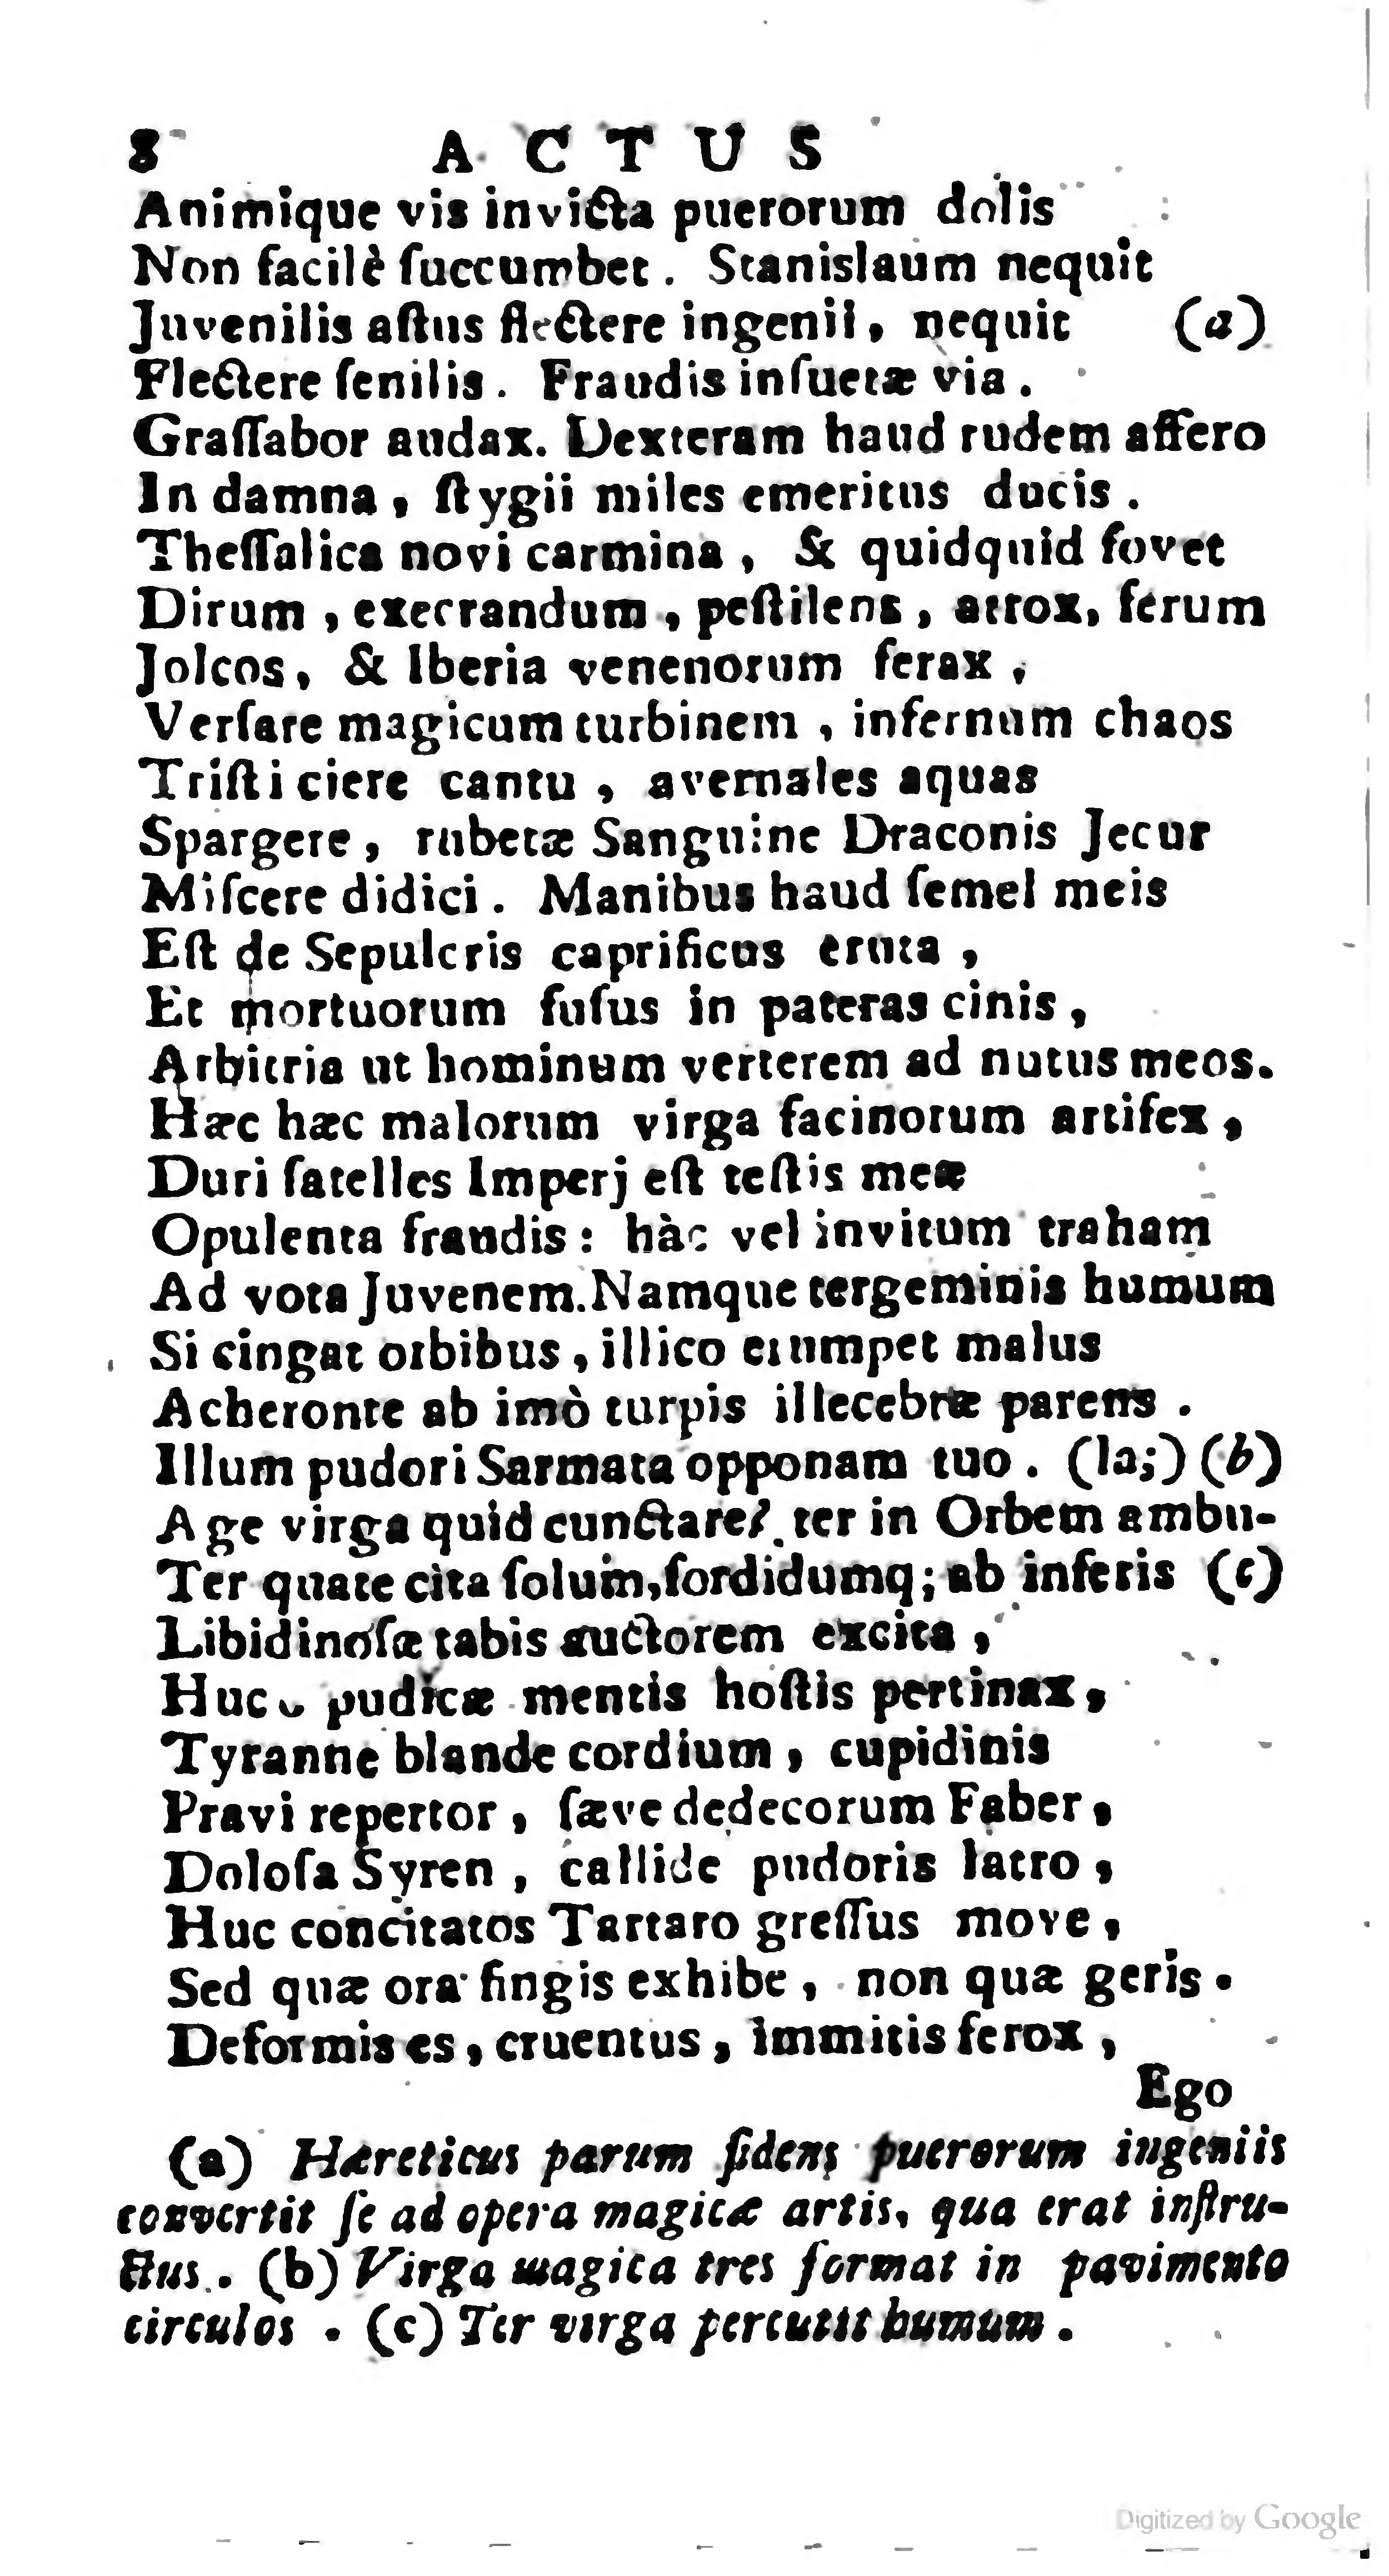 8 ACTUS
Animique vis invicta puerorum dolis
Non facilè ſuccumbet. Stanislaum nequit
Juvenilis aſtus flectere ingenii, nequit (a)
Flectere ſenilis. Fraudis inſuetæ via.
Graſſabor audax. Dexteram haud rudem affero
In damna, ſtygii miles emeritus ducis.
Theſſalica novi carmina, & quidquid fovet
Dirum, execrandum, peſtilens, atrox, ferum
Jolcos, & Iberia venenorum ferax,
Verſare magicum turbinem, infernum chaos
Triſti ciere cantu, avernales aquas
Spargere, rubetæ Sanguine Draconis Jecur
Miſcere didici. Manibus haud ſemel meis
Eſt de Sepulcris caprificus eruta,
Et mortuorum fuſus in pateras cinis,
Arbitria ut hominum verterem ad nutus meos.
Hæc hæc malorum virga facinorum artifex,
Duri ſatelles Imperj eſt teſtis meæ
Opulenta fraudis: hàc vel invitum traham
Ad vota Juvenem. Namque tergeminis humum
Si cingat orbibus, illico erumpet malus
Acheronte ab imò turpis illecebræ parens.
Illum pudori Sarmata opponam tuo. (la;) (b)
Age virga quid cunctare? ter in Orbem ambu-
Ter quate cita ſolum, ſordidumq; ab inferis (c)
Libidinoſæ tabis auctorem excita,
Huc pudicæ mentis hoſtis pertinax,
Tyranne blande cordium, cupidinis
Pravi repertor, ſæve dedecorum Faber,
Doloſa Syren, callide pudoris latro,
Huc concitatos Tartaro greſſus move,
Sed quæ ora fingis exhibe, non quæ geris.
Deformis es, cruentus, immitis ferox,
Ego
(a) Hæreticus parum fidens puerorum ingeniis
convertit ſe ad opera magicæ artis, qua erat inſtru-
ctus. (b) Virga magica tres format in pavimento
circulos. (c) Ter virga percutit humum.
Digitized by Google